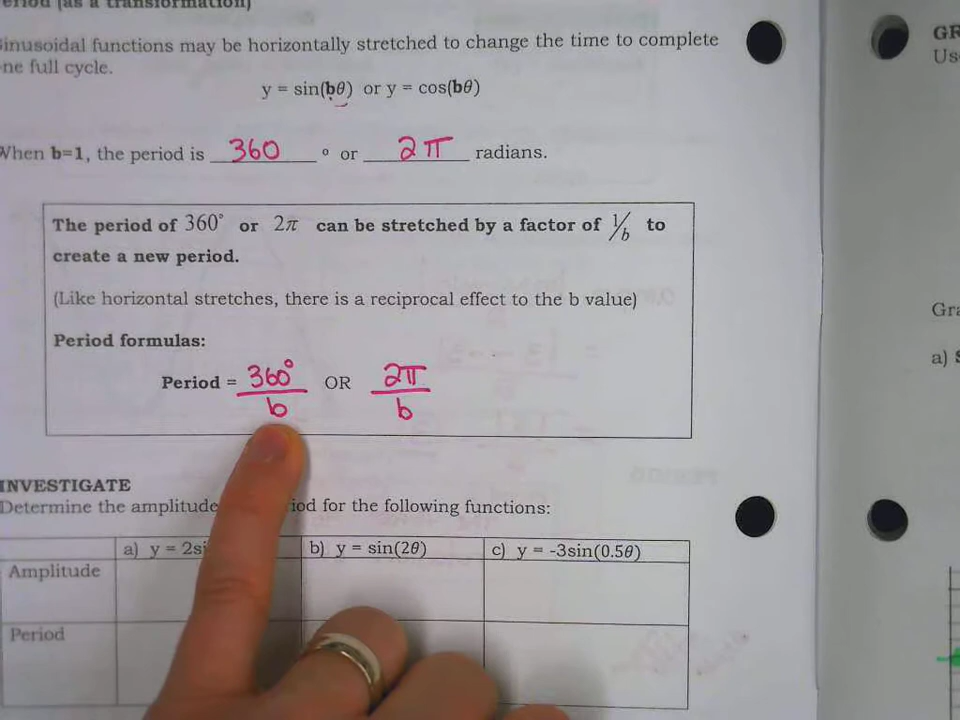 (as a transformation)
sinusoidal functions may be horizontally stretched to change the time to complete
ne full cycle.
y = sin(bθ) or y = cos(bθ)
When b=1, the period is 360 ° or 2π radians.
The period of 360° or 2π can be stretched by a factor of 1/b to
create a new period.
(Like horizontal stretches, there is a reciprocal effect to the b value)
Period formulas:
Period = 360°/b OR 2π/b
INVESTIGATE
Determine the amplitude iod for the following functions:
a) y = 2si b) y = sin(2θ) c) y = -3sin(0.5θ)
Amplitude
Period
GR
Us
Gra
a)